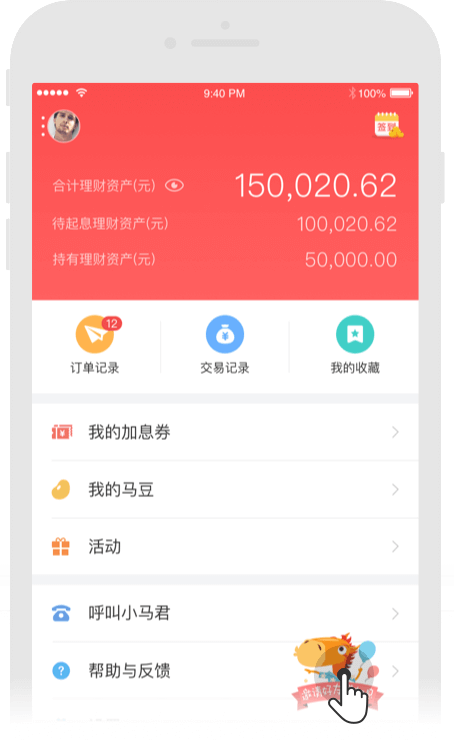 9:40 PM
100%
签到
合计理财资产(元) 150,020.62
待起息理财资产(元) 100,020.62
持有理财资产(元) 50,000.00
12
订单记录 交易记录 我的收藏
我的加息券
我的马豆
活动
呼叫小马君
帮助与反馈
邀请好